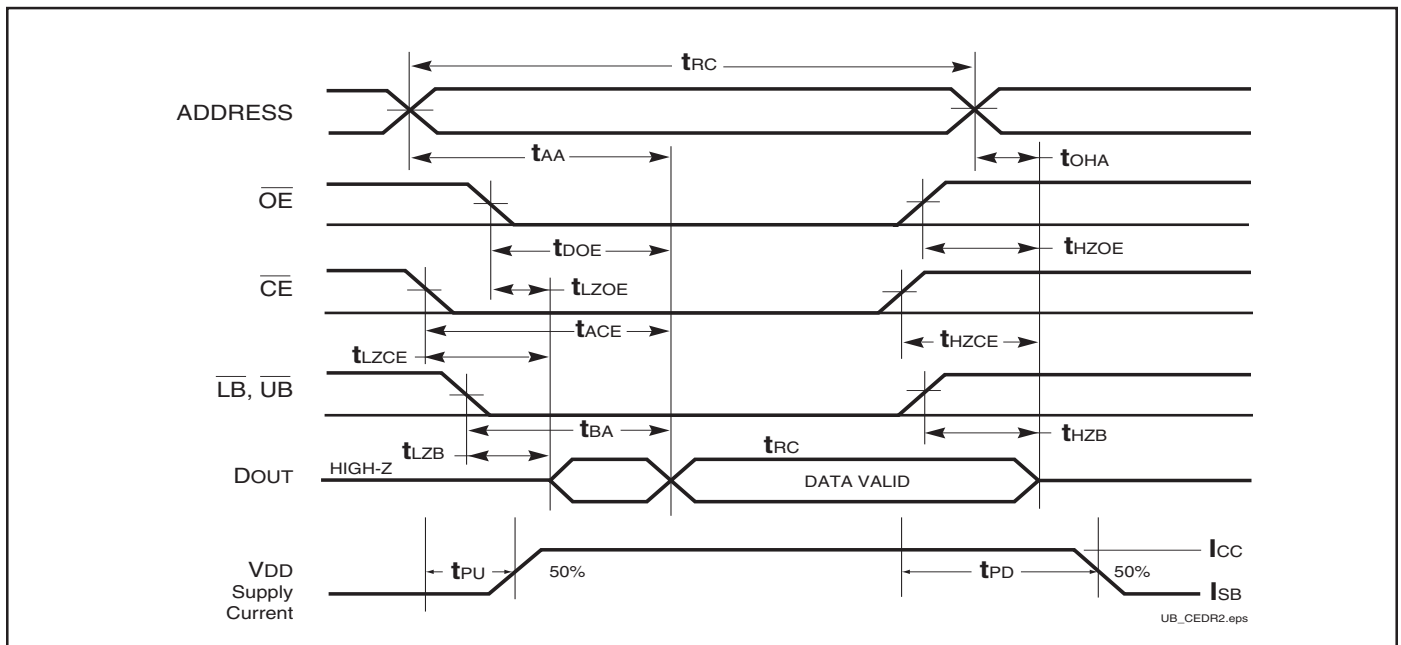 tRC
ADDRESS
tAA
tOHA
OE
tDOE
tHZOE
CE
tLZOE
tACE
tHZCE
tLZCE
LB, UB
tBA
tHZB
tLZB
tRC
DOUT
HIGH-Z
DATA VALID
ICC
VDD
Supply
Current
tPU
50%
tPD
50%
ISB
UB_CEDR2.eps